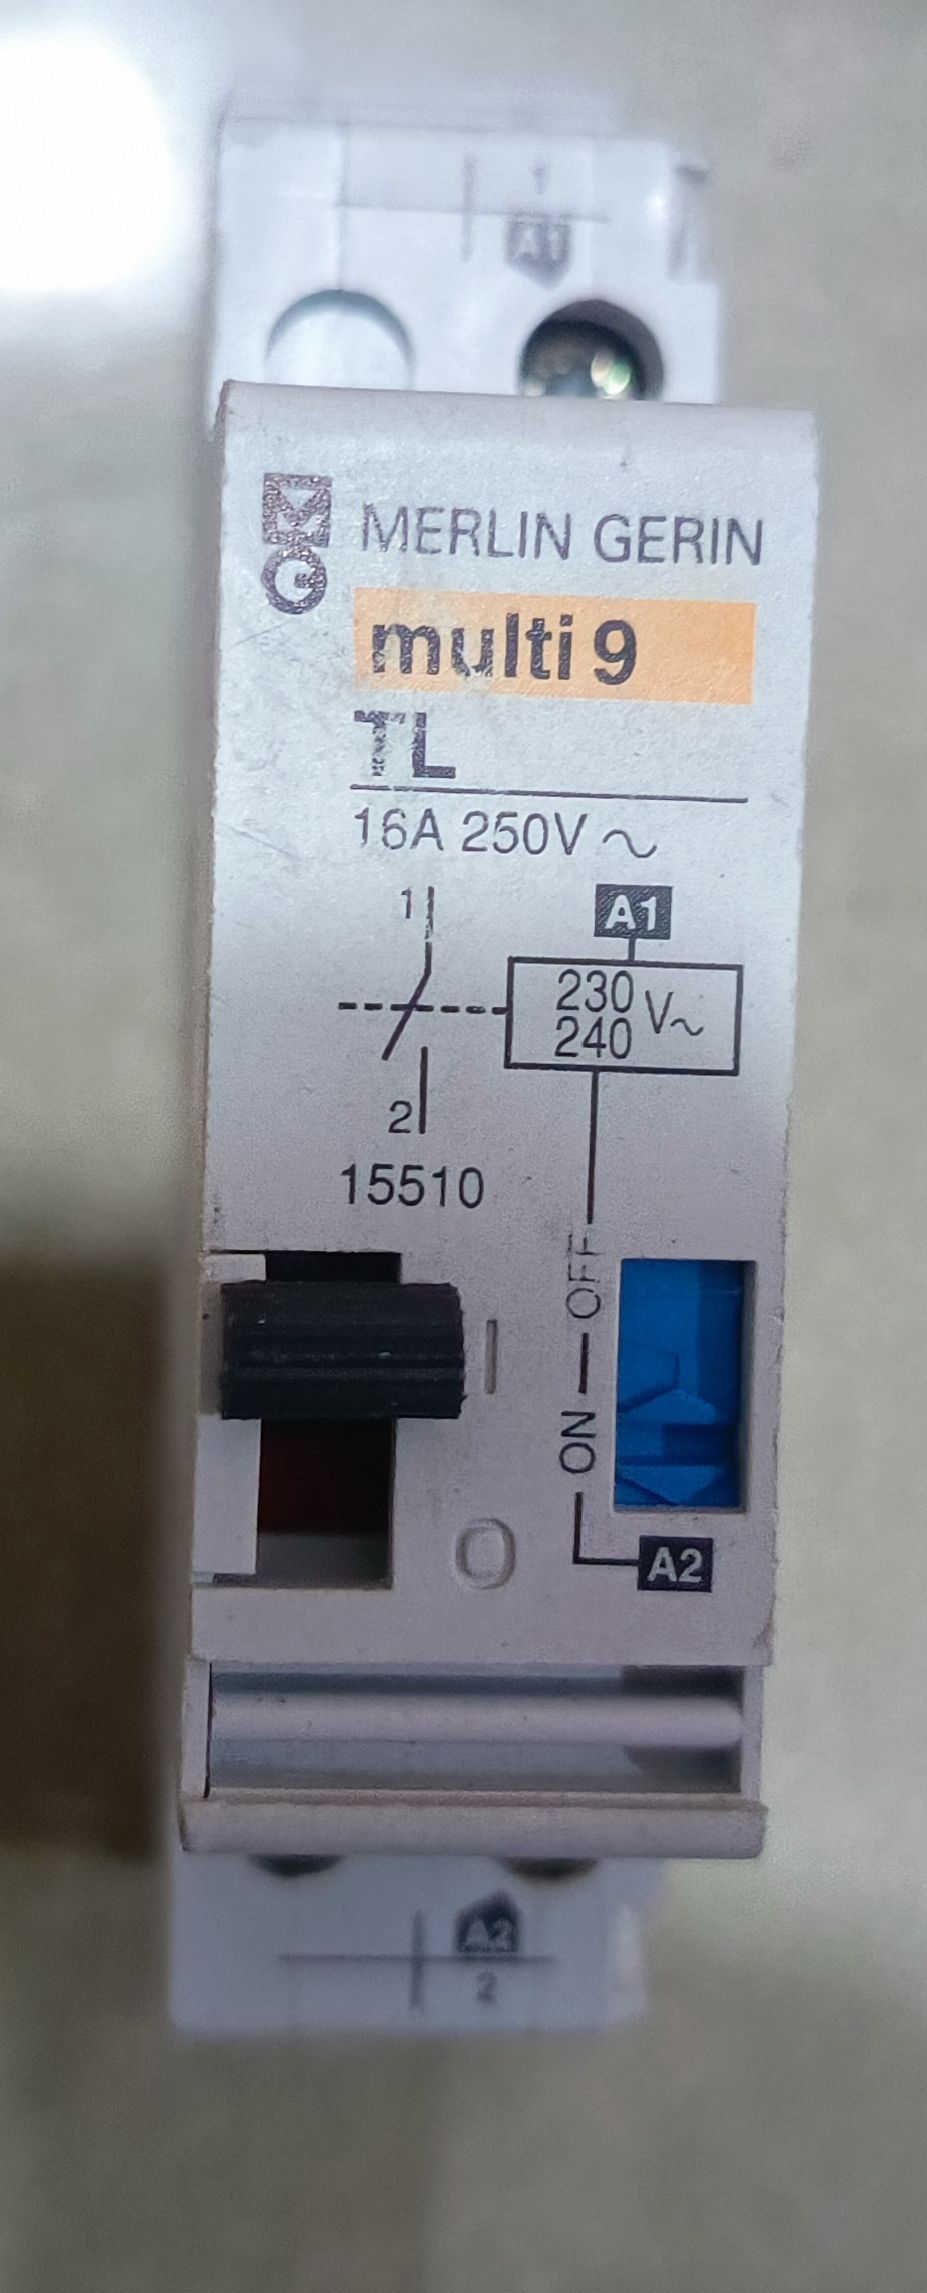 1
A1
MG
MERLIN GERIN
multi 9
TL
16A 250V ~
1
A1
230
240 V~
2
15510
OFF
I
ON
O
A2
A2
2